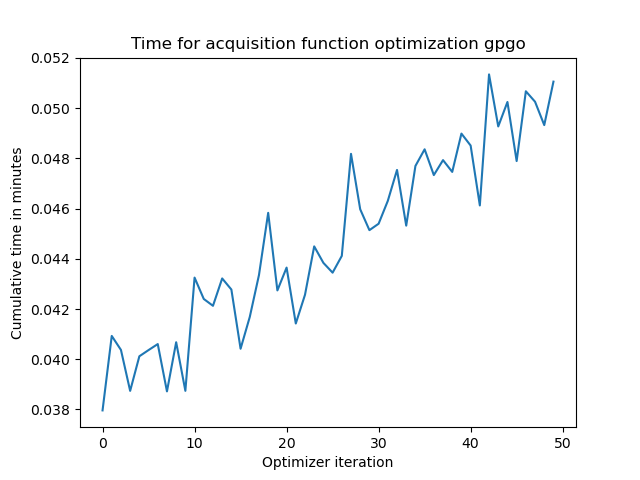 Time for acquisition function optimization gpgo
0.052
0.050
0.048
0.046
0.044
0.042
0.040
0.038
Cumulative time in minutes
0 10 20 30 40 50
Optimizer iteration